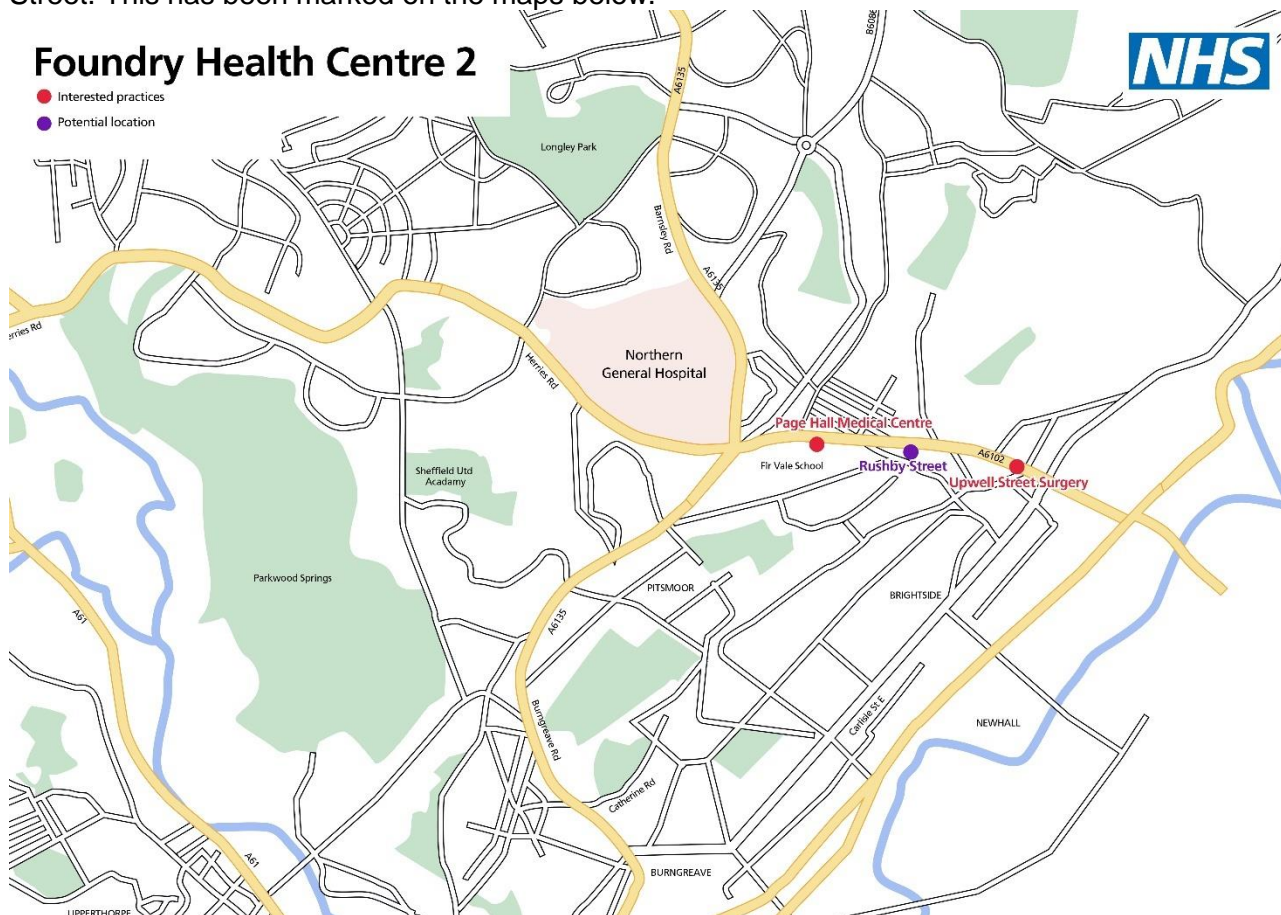 Street. This has been marked on the maps below.
Foundry Health Centre 2
Interested practices
Potential location
NHS
A6135
B6086
Longley Park
Barnsley Rd
A6135
Herries Rd
Northern
General Hospital
Page Hall Medical Centre
A6102
Fir Vale School
Rushby Street
Upwell Street Surgery
Sheffield Utd
Acadamy
Parkwood Springs
PITSMOOR
BRIGHTSIDE
A61
A6135
Carlisle St E
NEWHALL
Burngreave Rd
Catherine Rd
A61
BURNGREAVE
UPPERTHORPE